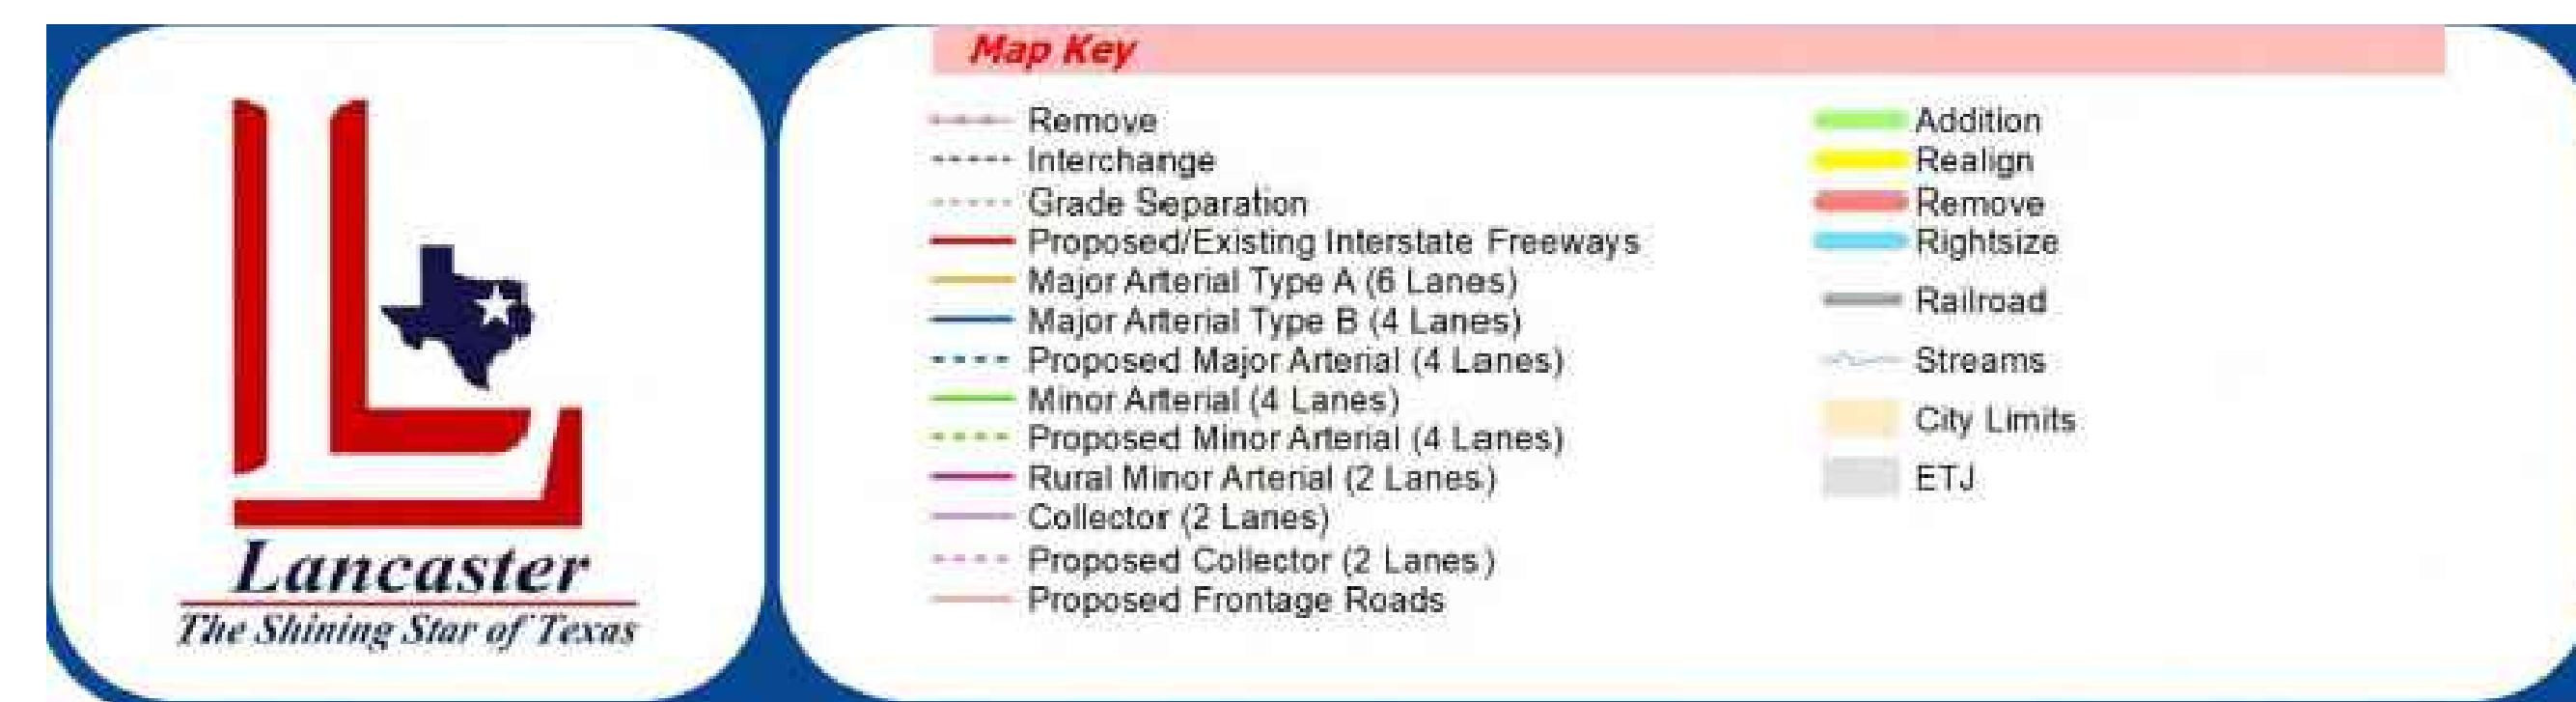 Lancaster
The Shining Star of Texas
Map Key
Remove
Interchange
Grade Separation
Proposed/Existing Interstate Freeways
Major Arterial Type A (6 Lanes)
Major Arterial Type B (4 Lanes)
Proposed Major Arterial (4 Lanes)
Minor Arterial (4 Lanes)
Proposed Minor Arterial (4 Lanes)
Rural Minor Arterial (2 Lanes)
Collector (2 Lanes)
Proposed Collector (2 Lanes)
Proposed Frontage Roads
Addition
Realign
Remove
Rightsize
Railroad
Streams
City Limits
ETJ